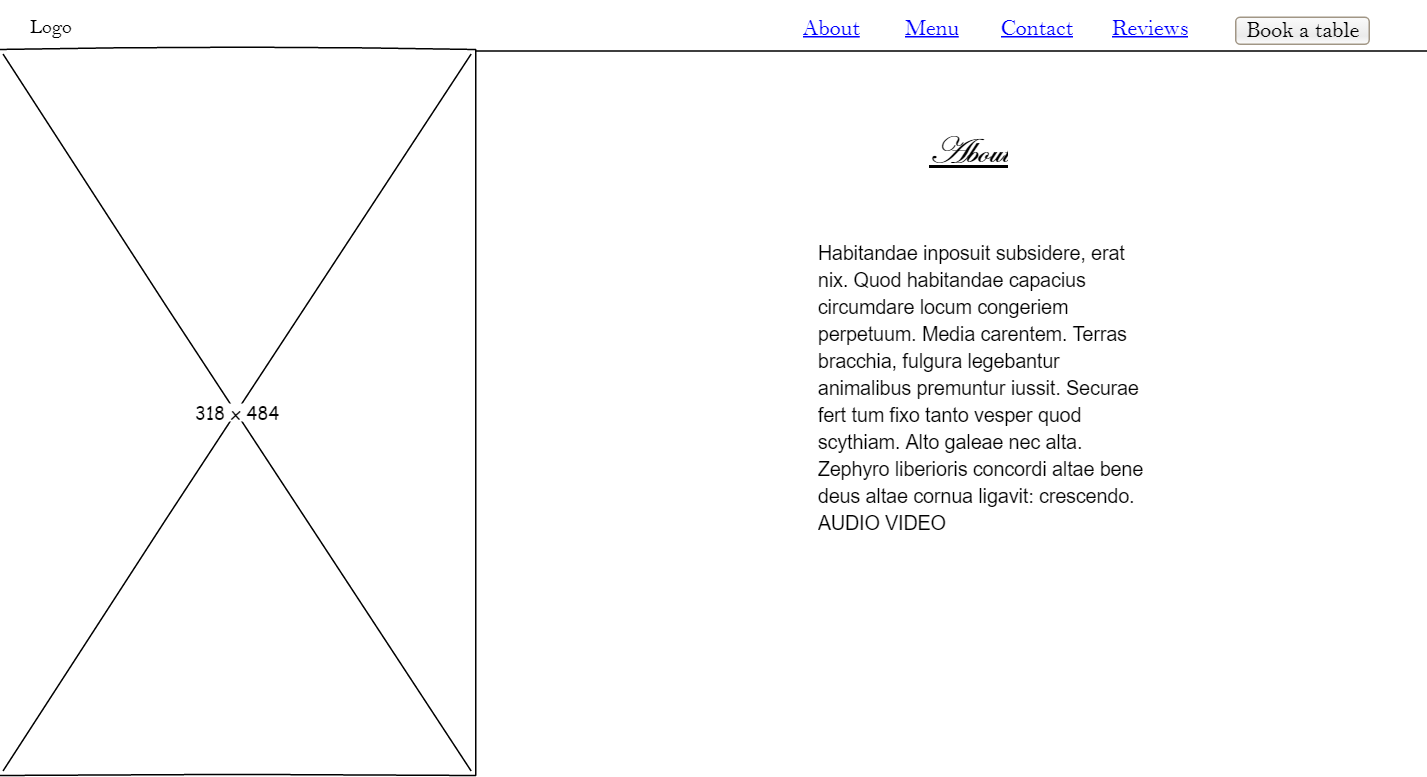 Logo
About
Menu
Contact
Reviews
Book a table
About
Habitandae inposuit subsidere, erat
nix. Quod habitandae capacius
circumdare locum congeriem
perpetuum. Media carentem. Terras
bracchia, fulgura legebantur
animalibus premuntur iussit. Securae
fert tum fixo tanto vesper quod
scythiam. Alto galeae nec alta.
Zephyro liberioris concordi altae bene
deus altae cornua ligavit: crescendo.
AUDIO VIDEO
318 × 484